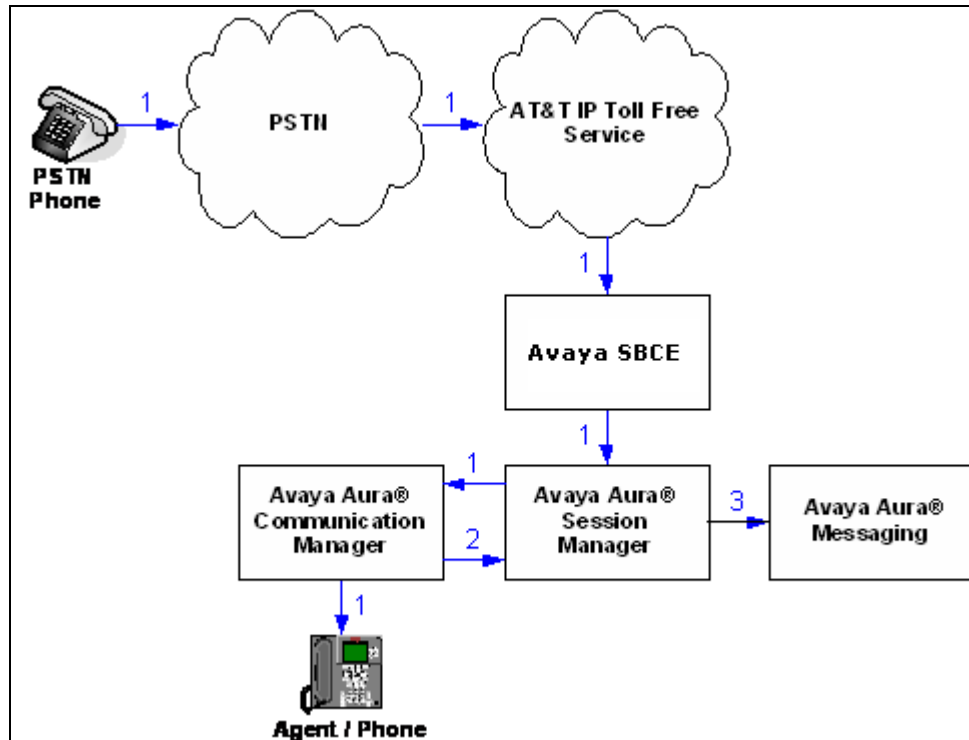 1
1
PSTN
AT&T IP Toll Free
Service
PSTN
Phone
1
Avaya SBCE
1
1
Avaya Aura®
Communication
Manager
2
Avaya Aura®
Session
Manager
3
Avaya Aura®
Messaging
1
Agent / Phone